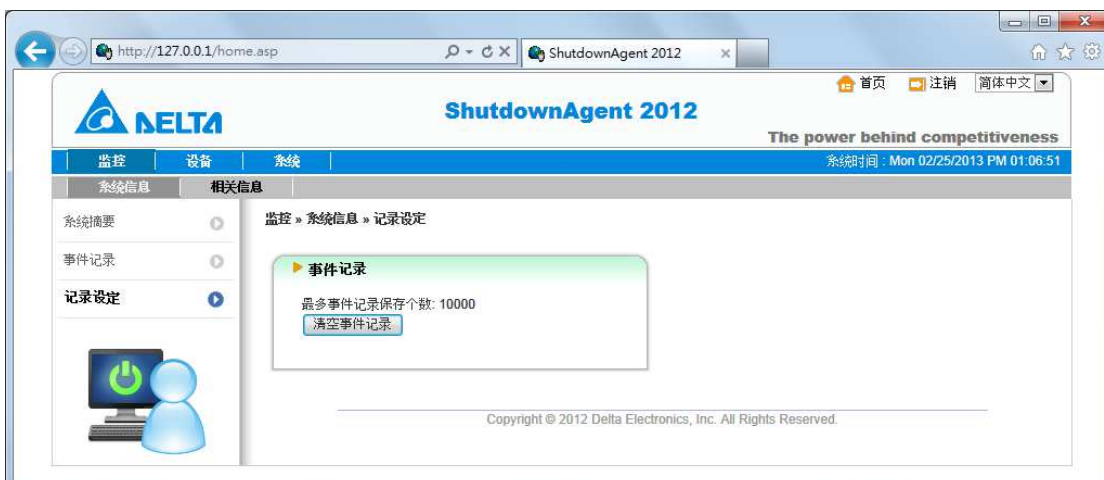 http://127.0.0.1/home.asp
ShutdownAgent 2012
首页 注销 简体中文
DELTA
ShutdownAgent 2012
The power behind competitiveness
监控 设备 系统
系统时间 : Mon 02/25/2013 PM 01:06:51
系统信息 相关信息
系统摘要
事件记录
记录设定
监控 » 系统信息 » 记录设定
事件记录
最多事件记录保存个数: 10000
清空事件记录
Copyright © 2012 Delta Electronics, Inc. All Rights Reserved.